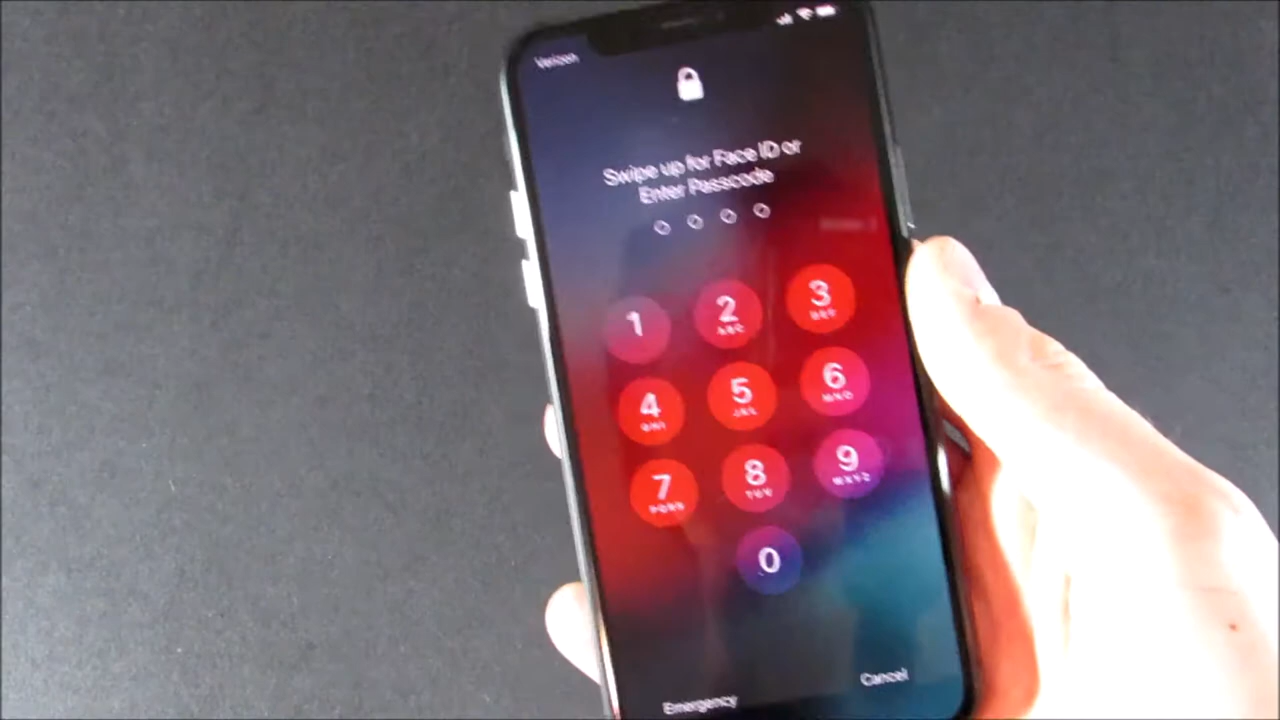 Verizon
Swipe up for Face ID or
Enter Passcode
1
2
ABC
3
DEF
4
GHI
5
JKL
6
MNO
7
PQRS
8
TUV
9
WXYZ
0
Emergency
Cancel